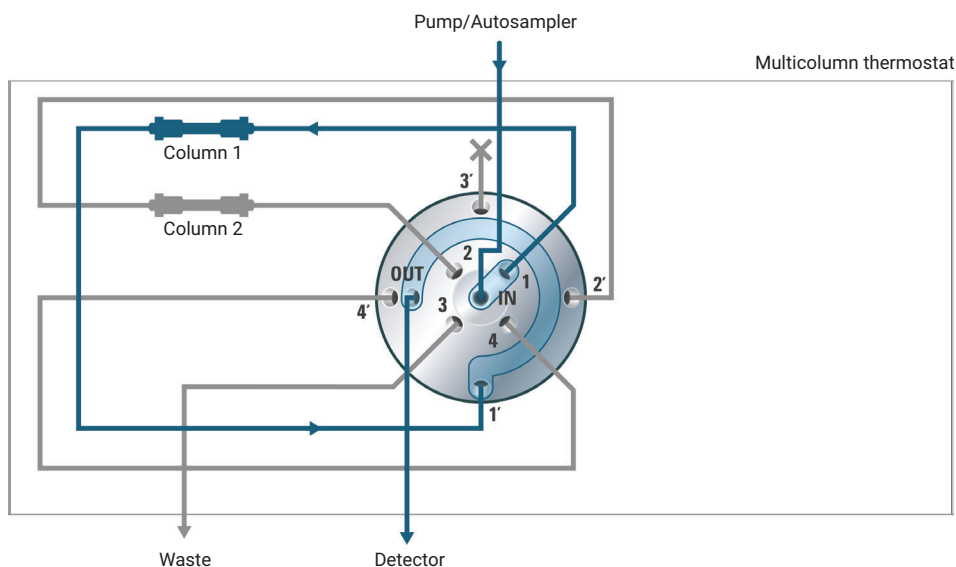 Pump/Autosampler
Multicolumn thermostat
Column 1
3′
Column 2
2
OUT
1
2′
IN
4′
3
4
1′
Waste
Detector